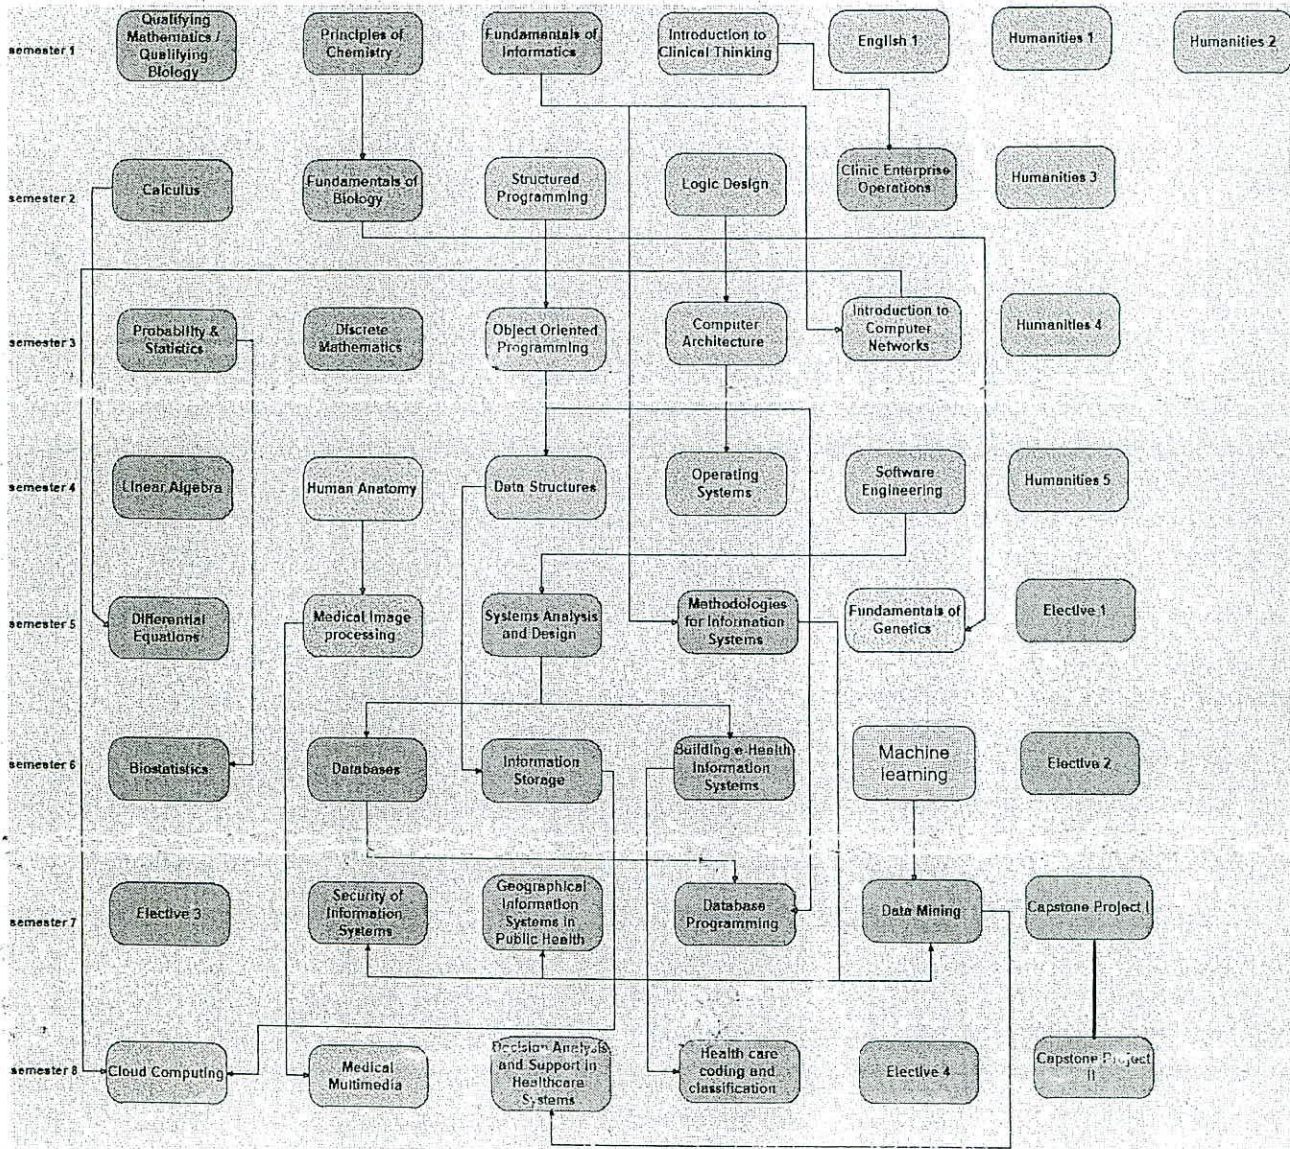 semester 1
Qualifying
Mathematics /
Qualifying
Biology
Principles of
Chemistry
Fundamentals
of Informatics
Introduction to
Clinical Thinking
English 1
Humanities 1
Humanities 2
semester 2
Calculus
Fundamentals of
Biology
Structured
Programming
Logic Design
Clinic Enterprise
Operations
Humanities 3
semester 3
Probability &
Statistics
Discrete
Mathematics
Object Oriented
Programming
Computer
Architecture
Introduction to
Computer
Networks
Humanities 4
semester 4
Linear Algebra
Human Anatomy
Data Structures
Operating
Systems
Software
Engineering
Humanities 5
semester 5
Differential
Equations
Medical Image
processing
Systems Analysis
and Design
Methodologies
for Information
Systems
Fundamentals of
Genetics
Elective 1
semester 6
Biostatistics
Databases
Information
Storage
Building e-Health
Information
Systems
Machine
learning
Elective 2
semester 7
Elective 3
Security of
Information
Systems
Geographical
Information
Systems in
Public Health
Database
Programming
Data Mining
Capstone Project I
semester 8
Cloud Computing
Medical
Multimedia
Decision Analysis
and Support in
Healthcare
Systems
Health care
coding and
classification
Elective 4
Capstone Project
II